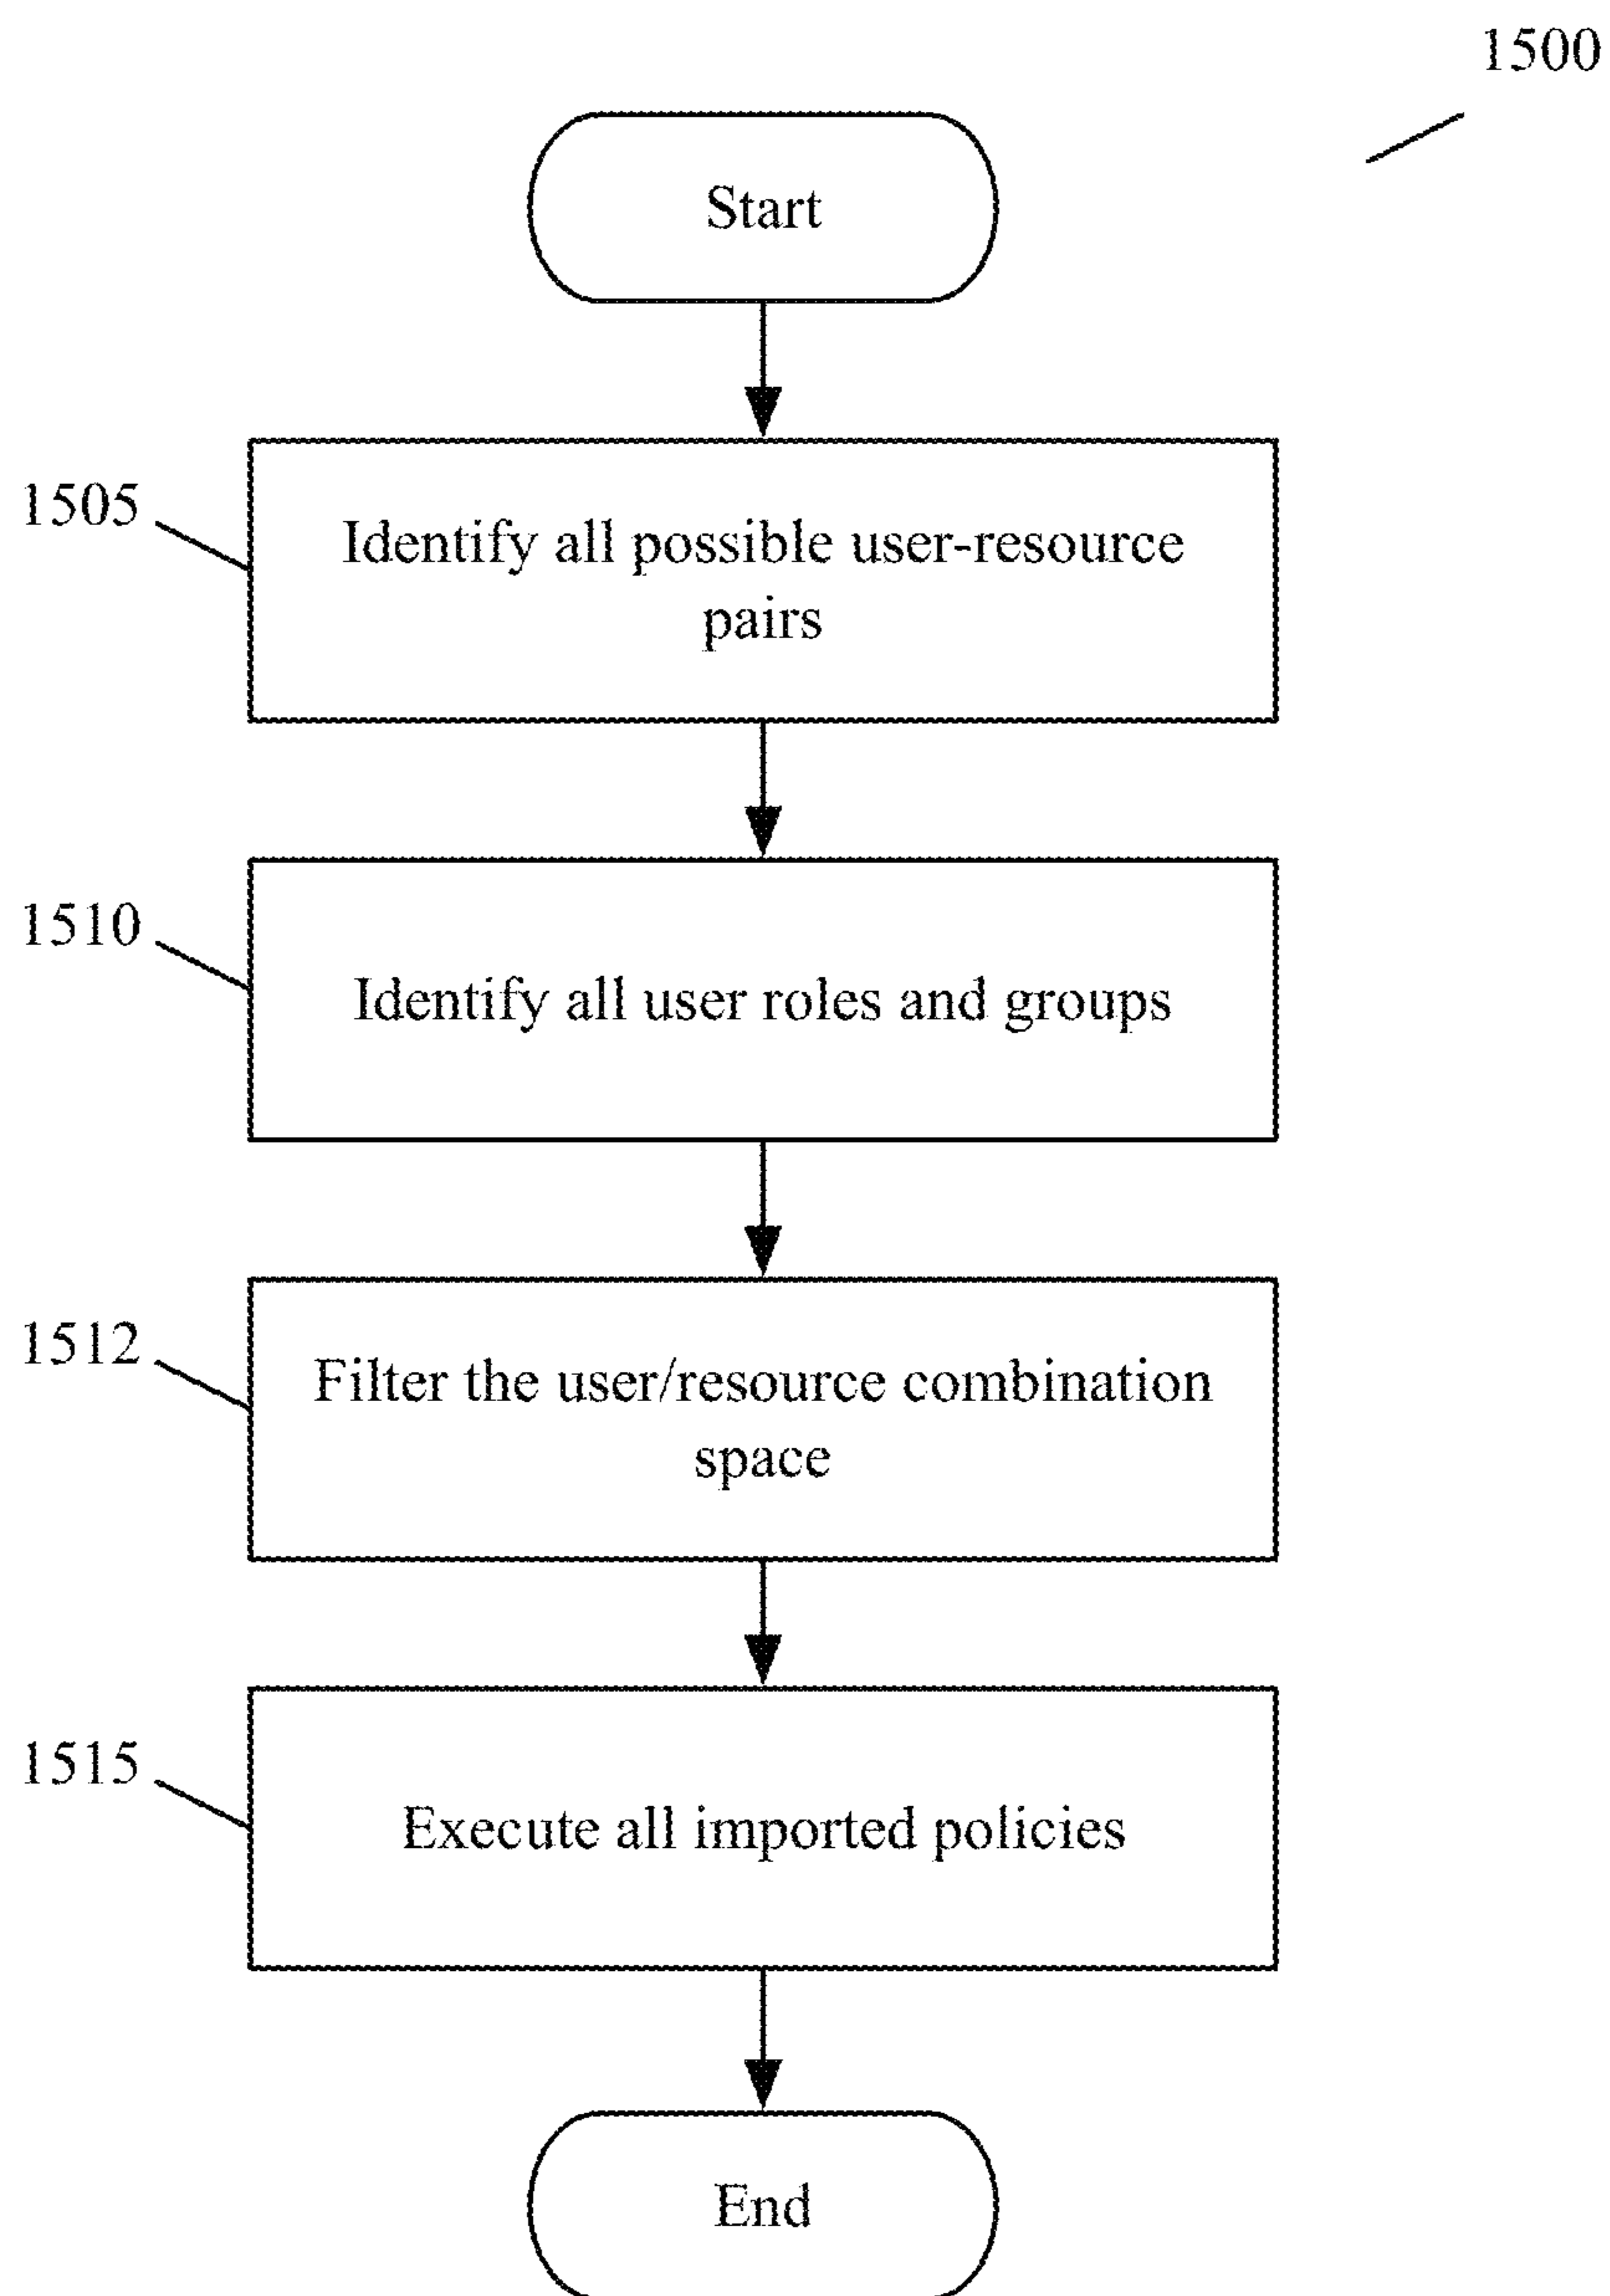 1500
Start
1505
Identify all possible user-resource
pairs
1510
Identify all user roles and groups
1512
Filter the user/resource combination
space
1515
Execute all imported policies
End